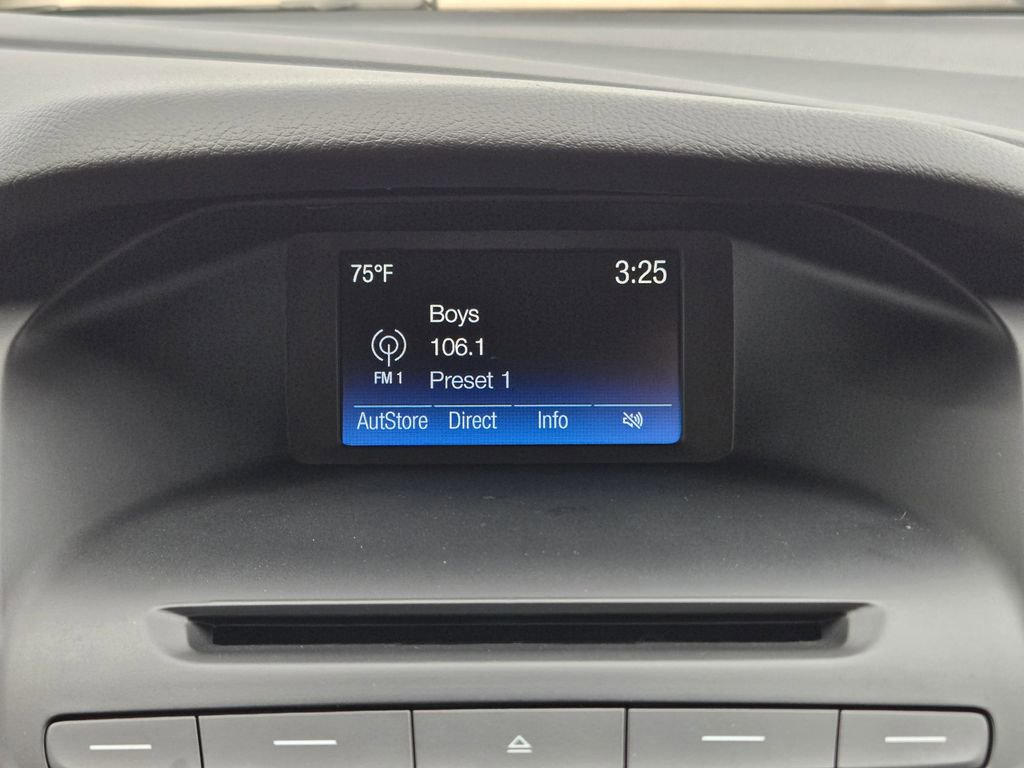 75°F 3:25
Boys
106.1
FM 1 Preset 1
AutStore Direct Info